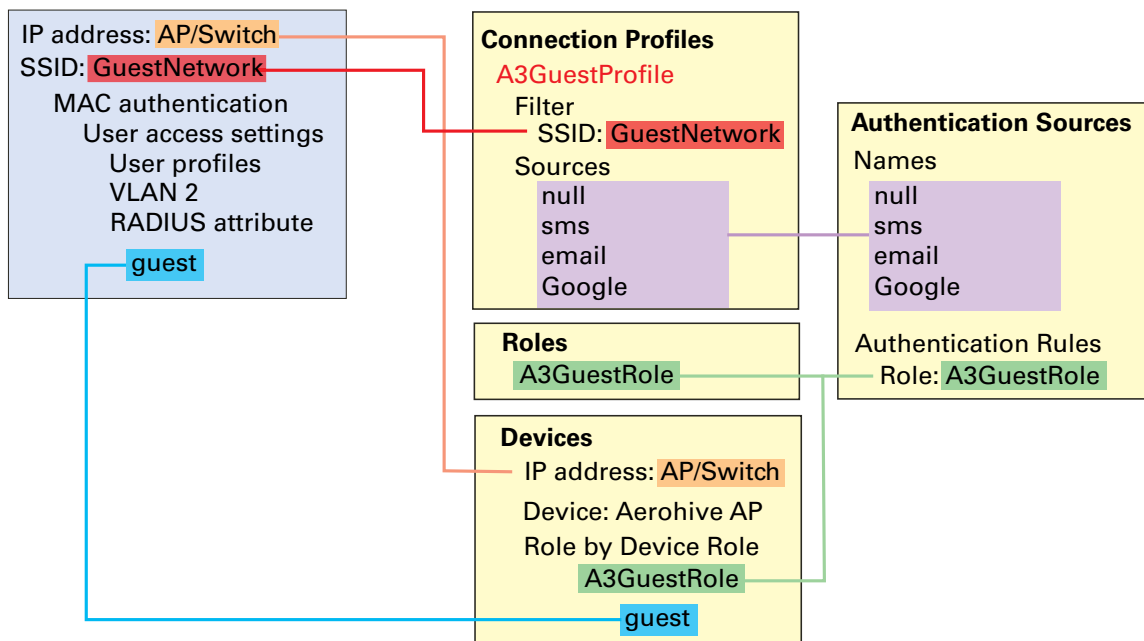 IP address: AP/Switch
SSID: GuestNetwork
MAC authentication
User access settings
User profiles
VLAN 2
RADIUS attribute
guest
Connection Profiles
A3GuestProfile
Filter
SSID: GuestNetwork
Sources
null
sms
email
Google
Roles
A3GuestRole
Devices
IP address: AP/Switch
Device: Aerohive AP
Role by Device Role
A3GuestRole
guest
Authentication Sources
Names
null
sms
email
Google
Authentication Rules
Role: A3GuestRole